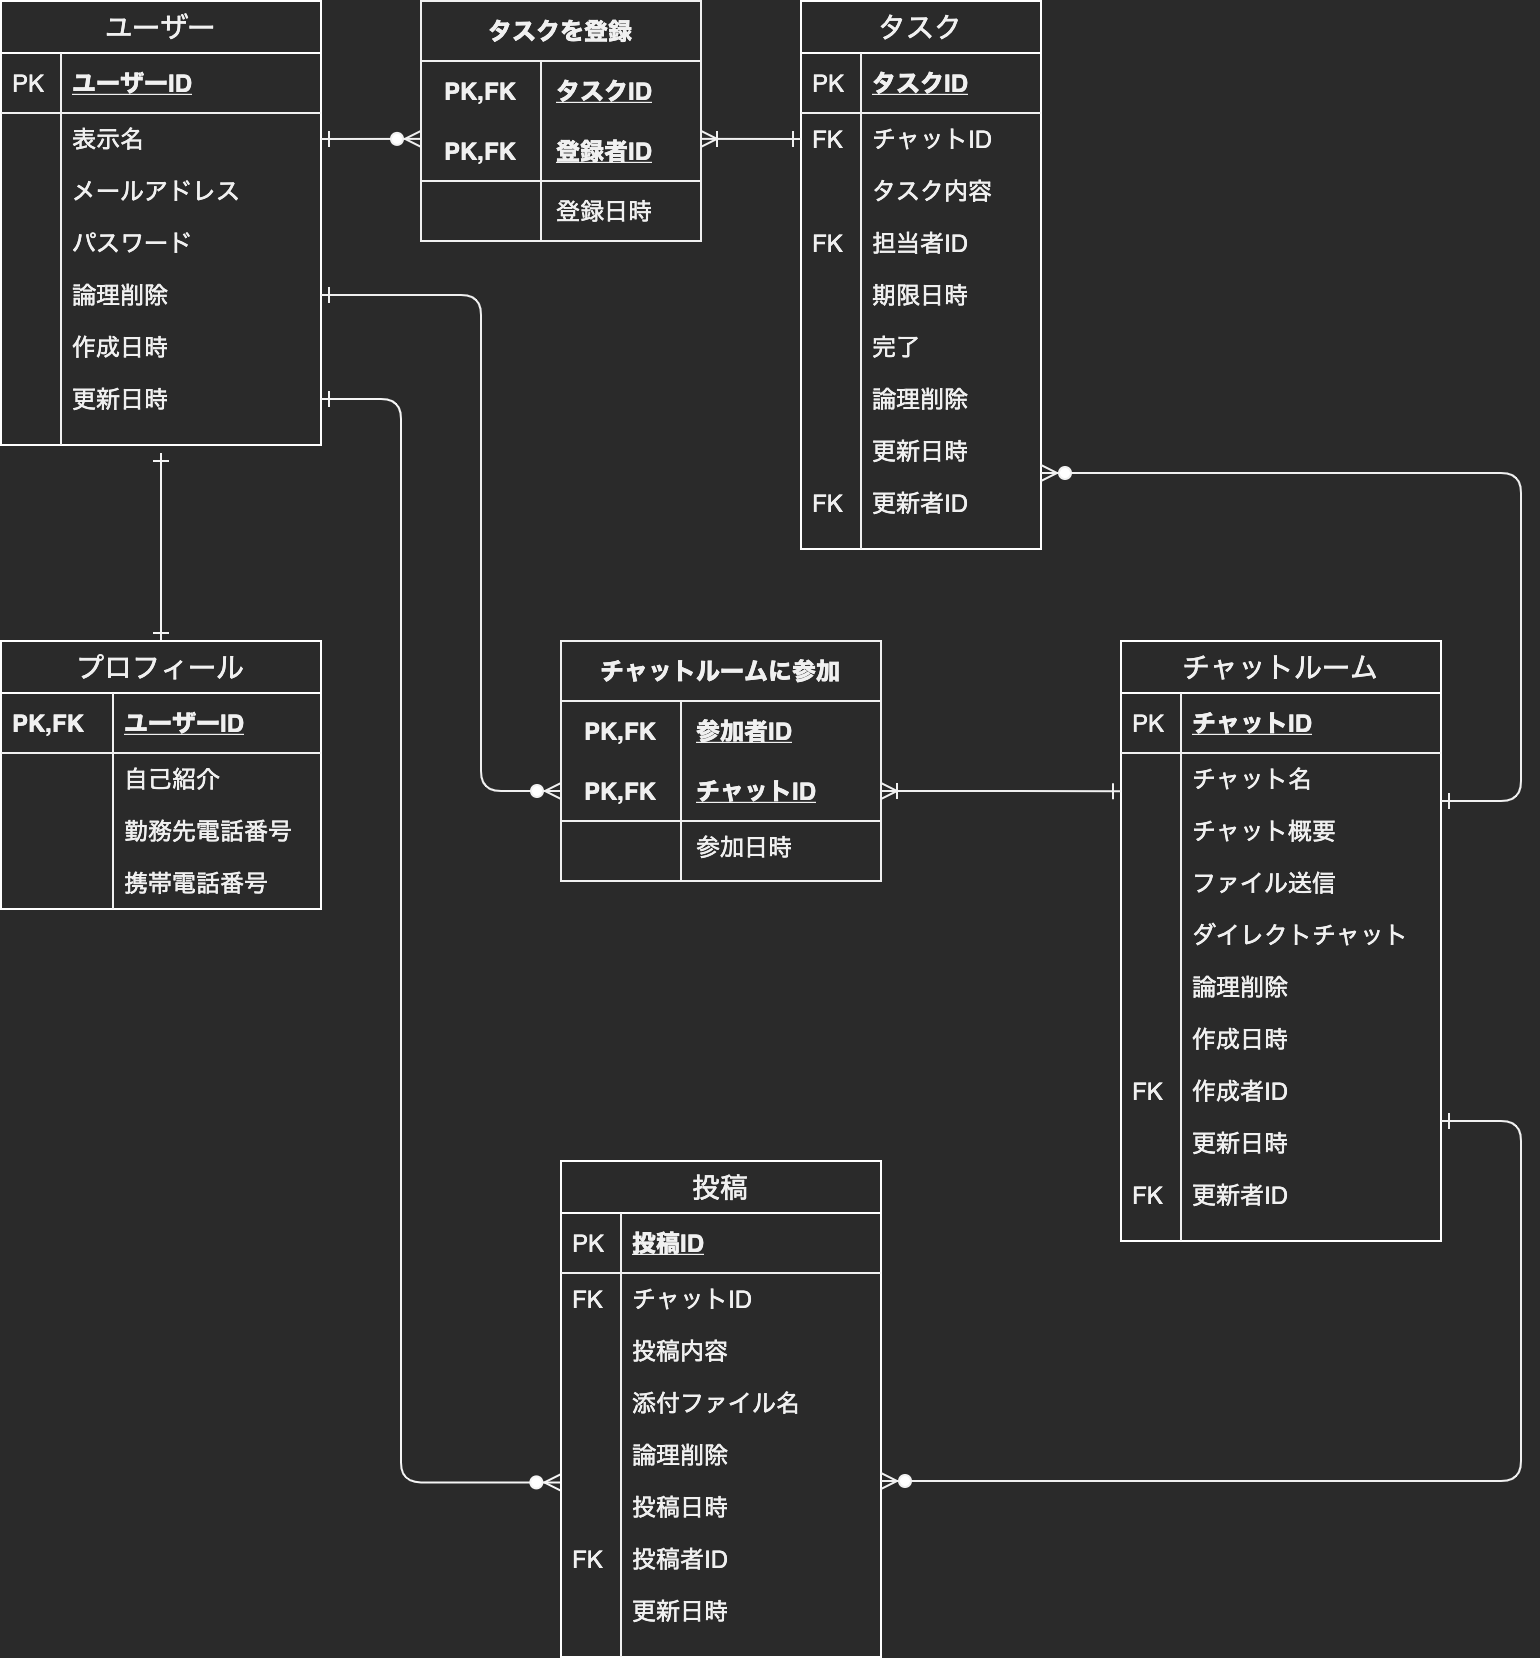 ユーザー
PK ユーザーID
表示名
メールアドレス
パスワード
論理削除
作成日時
更新日時
タスクを登録
PK,FK タスクID
PK,FK 登録者ID
登録日時
タスク
PK タスクID
FK チャットID
タスク内容
FK 担当者ID
期限日時
完了
論理削除
更新日時
FK 更新者ID
プロフィール
PK,FK ユーザーID
自己紹介
勤務先電話番号
携帯電話番号
チャットルームに参加
PK,FK 参加者ID
PK,FK チャットID
参加日時
チャットルーム
PK チャットID
チャット名
チャット概要
ファイル送信
ダイレクトチャット
論理削除
作成日時
FK 作成者ID
更新日時
FK 更新者ID
投稿
PK 投稿ID
FK チャットID
投稿内容
添付ファイル名
論理削除
投稿日時
FK 投稿者ID
更新日時